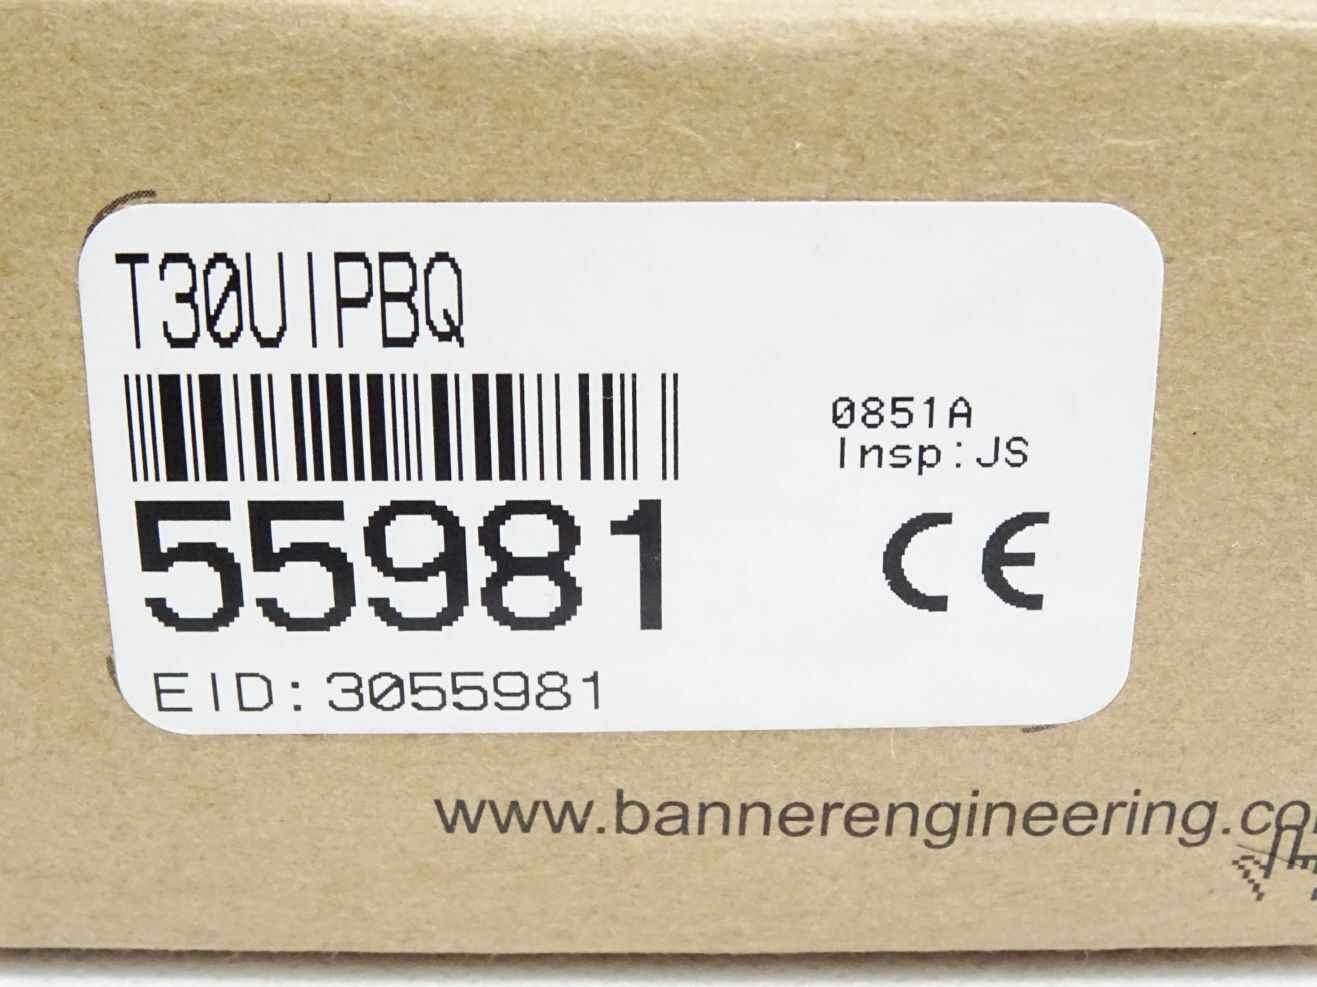 T30UIPBQ
0851A
Insp:JS
55981
CE
EID:3055981
www.bannerengineering.co